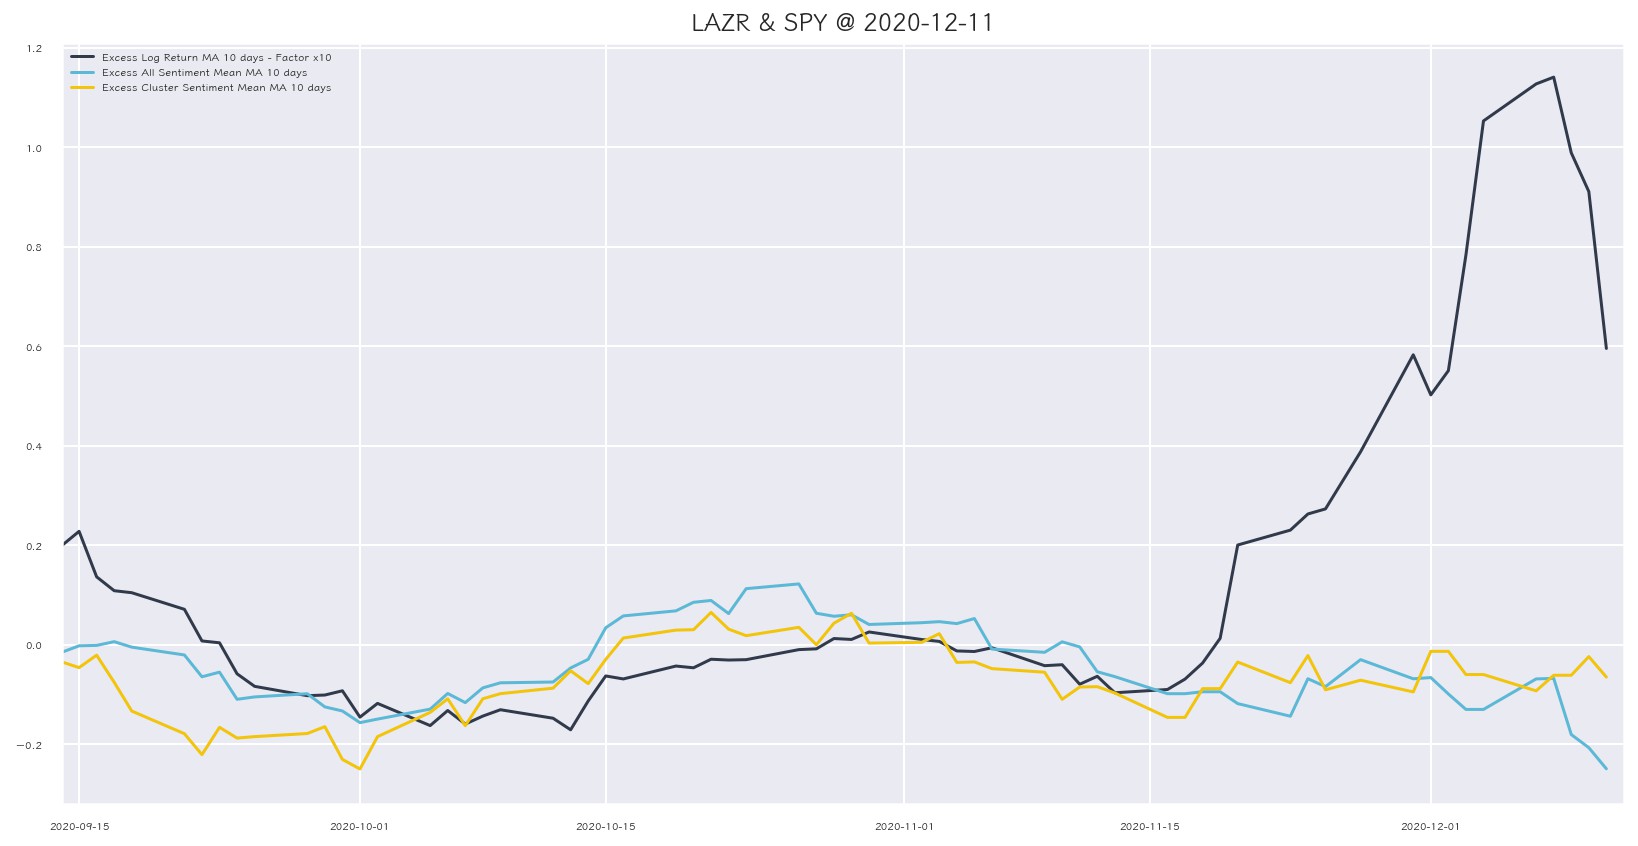 LAZR & SPY @ 2020-12-11
1.2
Excess Log Return MA 10 days - Factor x10
Excess All Sentiment Mean MA 10 days
Excess Cluster Sentiment Mean MA 10 days
1.0
0.8
0.6
0.4
0.2
0.0
−0.2
2020-09-15 2020-10-01 2020-10-15 2020-11-01 2020-11-15 2020-12-01